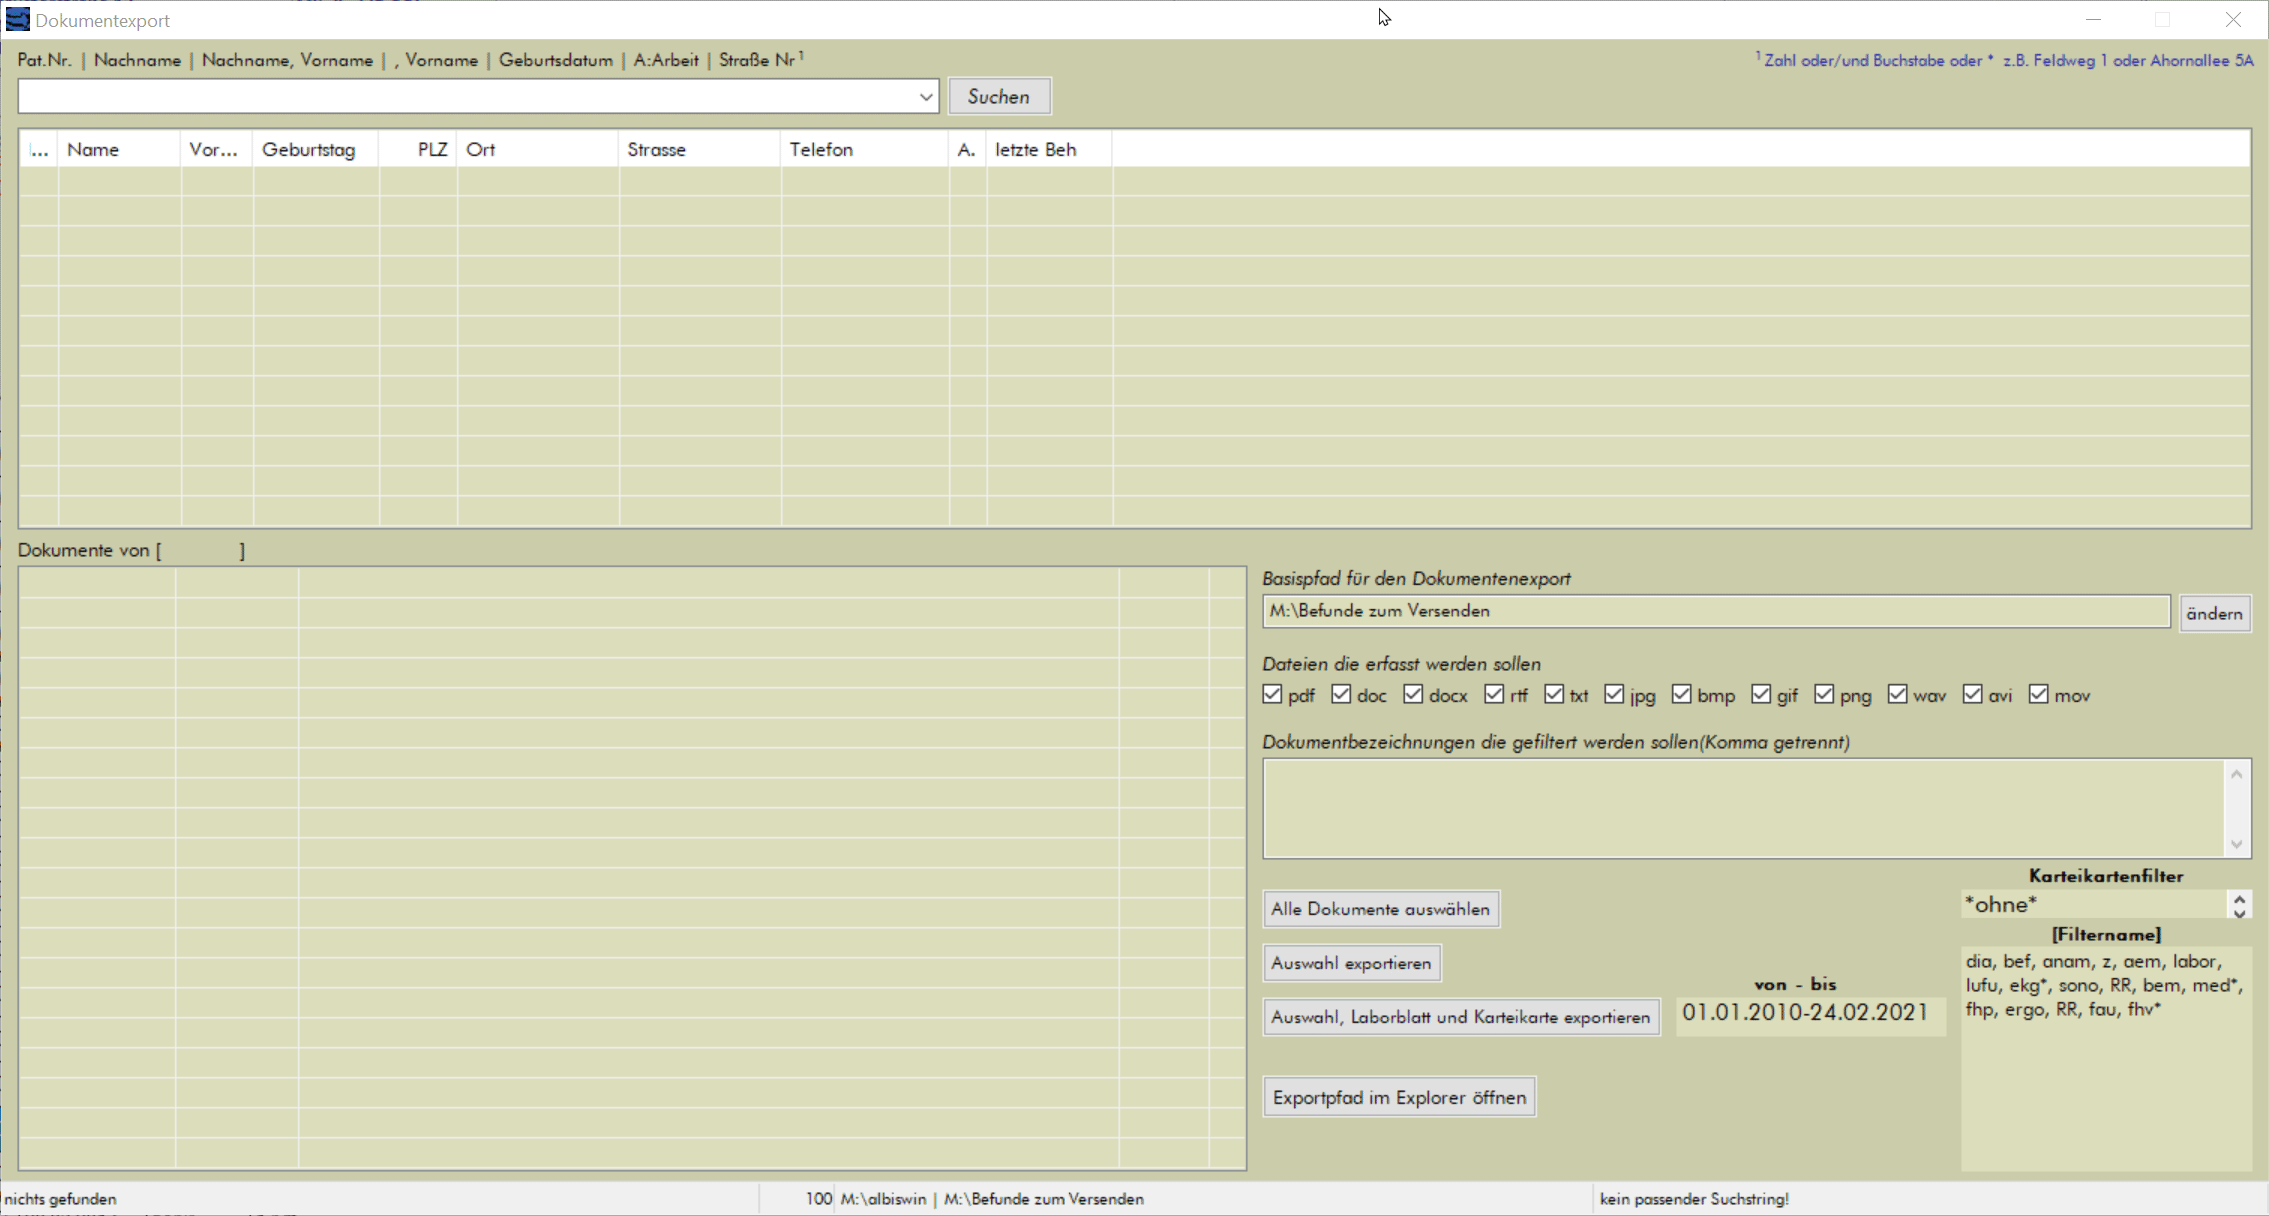 Dokumentexport
Pat.Nr. | Nachname | Nachname, Vorname | , Vorname | Geburtsdatum | A:Arbeit | Straße Nr ¹
¹ Zahl oder/und Buchstabe oder * z.B. Feldweg 1 oder Ahornallee 5A
Suchen
... Name Vor... Geburtstag PLZ Ort Strasse Telefon A. letzte Beh
Dokumente von [ ]
Basispfad für den Dokumentenexport
M:\Befunde zum Versenden
ändern
Dateien die erfasst werden sollen
pdf doc docx rtf txt jpg bmp gif png wav avi mov
Dokumentbezeichnungen die gefiltert werden sollen(Komma getrennt)
Karteikartenfilter
*ohne*
[Filtername]
dia, bef, anam, z, aem, labor,
lufu, ekg*, sono, RR, bem, med*,
fhp, ergo, RR, fau, fhv*
Alle Dokumente auswählen
Auswahl exportieren
Auswahl, Laborblatt und Karteikarte exportieren
von - bis
01.01.2010-24.02.2021
Exportpfad im Explorer öffnen
nichts gefunden
100 M:\albiswin | M:\Befunde zum Versenden
kein passender Suchstring!